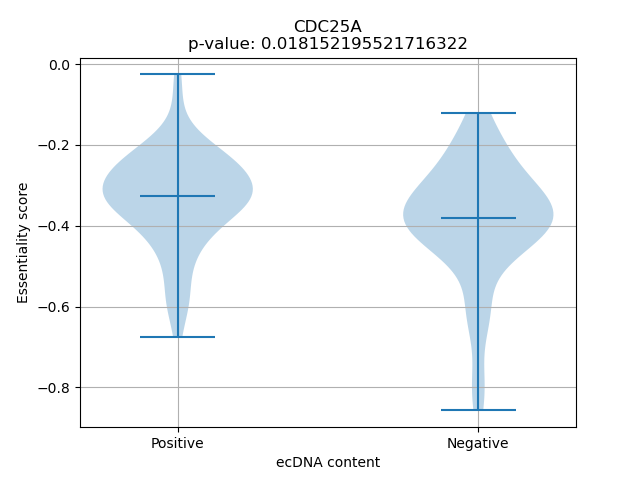 CDC25A
p-value: 0.018152195521716322
0.0
−0.2
−0.4
−0.6
−0.8
Essentiality score
Positive
Negative
ecDNA content